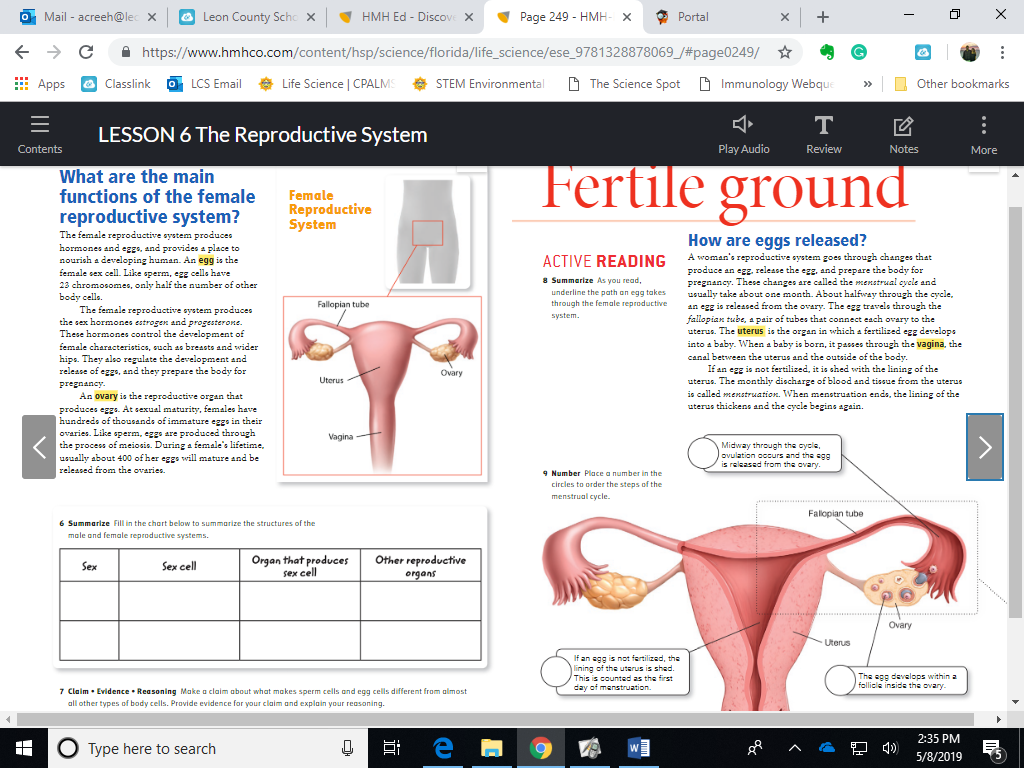 Mail - acreeh@leo
Leon County Scho
HMH Ed - Discov
Page 249 - HMH-
Portal
https://www.hmhco.com/content/hsp/science/florida/life_science/ese_9781328878069_/#page0249/
Apps
Classlink
LCS Email
Life Science | CPALMS
STEM Environmental
The Science Spot
Immunology Webque
»
Other bookmarks
Contents
LESSON 6 The Reproductive System
Play Audio
Review
Notes
More
What are the main
functions of the female
reproductive system?
The female reproductive system produces
hormones and eggs, and provides a place to
nourish a developing human. An egg is the
female sex cell. Like sperm, egg cells have
23 chromosomes, only half the number of other
body cells.
The female reproductive system produces
the sex hormones estrogen and progesterone.
These hormones control the development of
female characteristics, such as breasts and wider
hips. They also regulate the development and
release of eggs, and they prepare the body for
pregnancy.
An ovary is the reproductive organ that
produces eggs. At sexual maturity, females have
hundreds of thousands of immature eggs in their
ovaries. Like sperm, eggs are produced through
the process of meiosis. During a female's lifetime,
usually about 400 of her eggs will mature and be
released from the ovaries.
Female
Reproductive
System
Fallopian tube
Uterus
Ovary
Vagina
6 Summarize Fill in the chart below to summarize the structures of the
male and female reproductive systems.
Sex
Sex cell
Organ that produces
sex cell
Other reproductive
organs
7 Claim • Evidence • Reasoning Make a claim about what makes sperm cells and egg cells different from almost
all other types of body cells. Provide evidence for your claim and explain your reasoning.
Fertile ground
ACTIVE READING
8 Summarize As you read,
underline the path an egg takes
through the female reproductive
system.
How are eggs released?
A woman's reproductive system goes through changes that
produce an egg, release the egg, and prepare the body for
pregnancy. These changes are called the menstrual cycle and
usually take about one month. About halfway through the cycle,
an egg is released from the ovary. The egg travels through the
fallopian tube, a pair of tubes that connect each ovary to the
uterus. The uterus is the organ in which a fertilized egg develops
into a baby. When a baby is born, it passes through the vagina, the
canal between the uterus and the outside of the body.
If an egg is not fertilized, it is shed with the lining of the
uterus. The monthly discharge of blood and tissue from the uterus
is called menstruation. When menstruation ends, the lining of the
uterus thickens and the cycle begins again.
9 Number Place a number in the
circles to order the steps of the
menstrual cycle.
Midway through the cycle,
ovulation occurs and the egg
is released from the ovary.
Fallopian tube
Ovary
Uterus
If an egg is not fertilized, the
lining of the uterus is shed.
This is counted as the first
day of menstruation.
The egg develops within a
follicle inside the ovary.
Type here to search
2:35 PM
5/8/2019
5